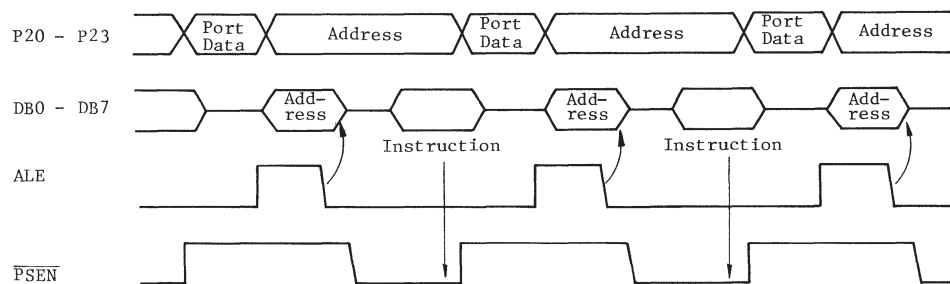 P20 - P23
Port Data
Address
Port Data
Address
Port Data
Address
DB0 - DB7
Add-
ress
Add-
ress
Add-
ress
Instruction
Instruction
ALE
PSEN